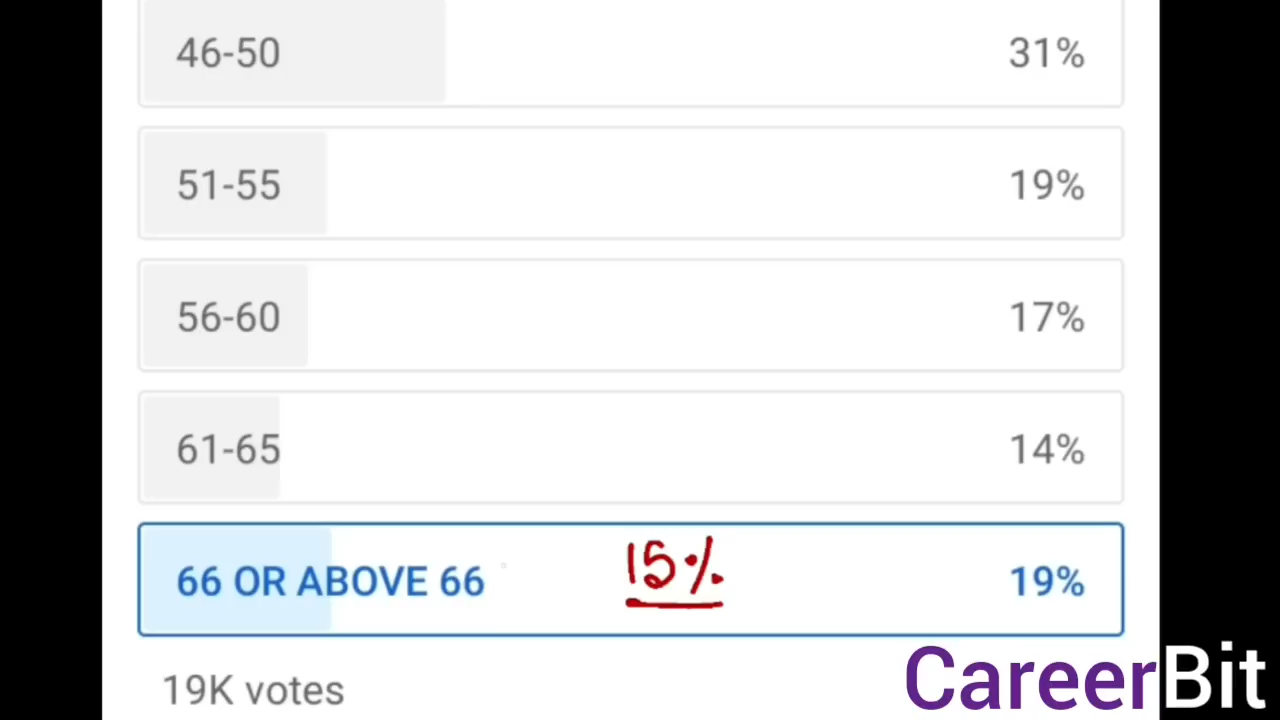 46-50 31%
51-55 19%
56-60 17%
61-65 14%
66 OR ABOVE 66 15% 19%
19K votes
CareerBit